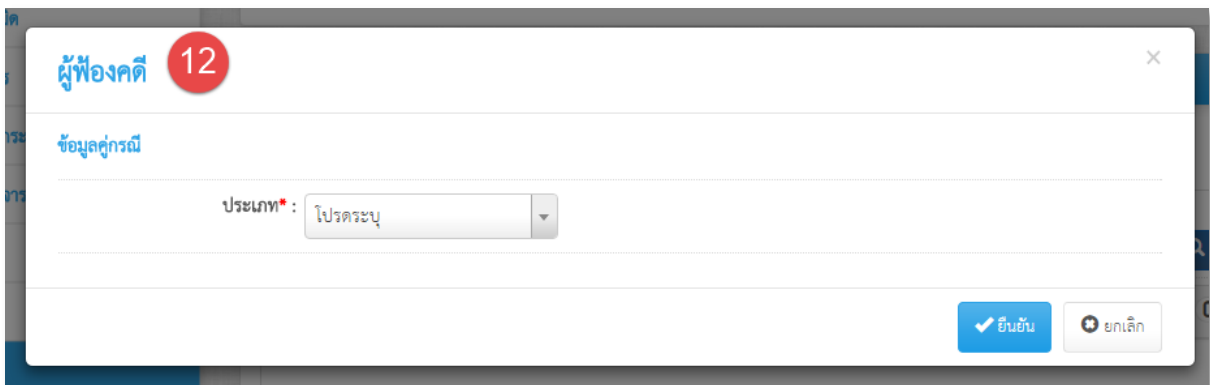 ผู้ฟ้องคดี 12 ×
ข้อมูลคู่กรณี
ประเภท* : โปรดระบุ
ยืนยัน ยกเลิก